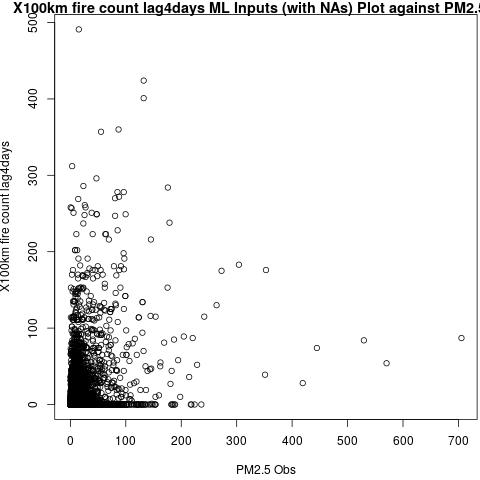 X100km fire count lag4days ML Inputs (with NAs) Plot against PM2.5
X100km fire count lag4days
500
400
300
200
100
0
0 100 200 300 400 500 600 700
PM2.5 Obs